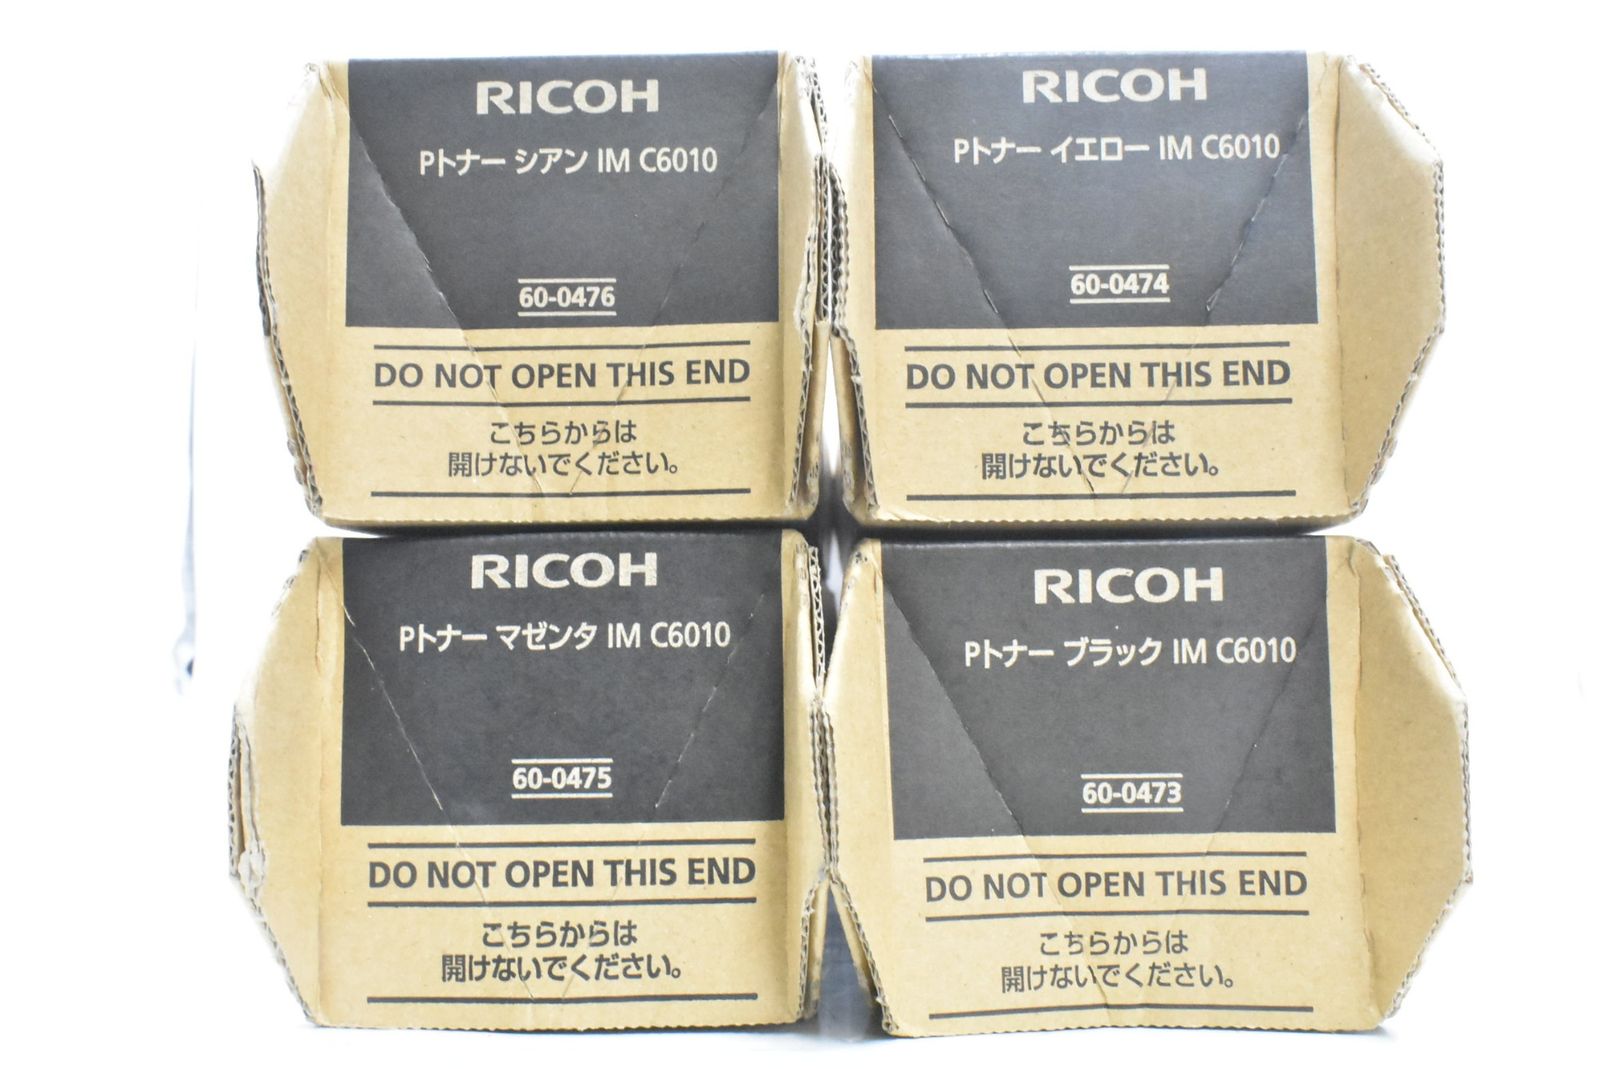 RICOH
Pトナー シアン IM C6010
60-0476
DO NOT OPEN THIS END
こちらからは
開けないでください。
RICOH
Pトナー イエロー IM C6010
60-0474
DO NOT OPEN THIS END
こちらからは
開けないでください。
RICOH
Pトナー マゼンタ IM C6010
60-0475
DO NOT OPEN THIS END
こちらからは
開けないでください。
RICOH
Pトナー ブラック IM C6010
60-0473
DO NOT OPEN THIS END
こちらからは
開けないでください。